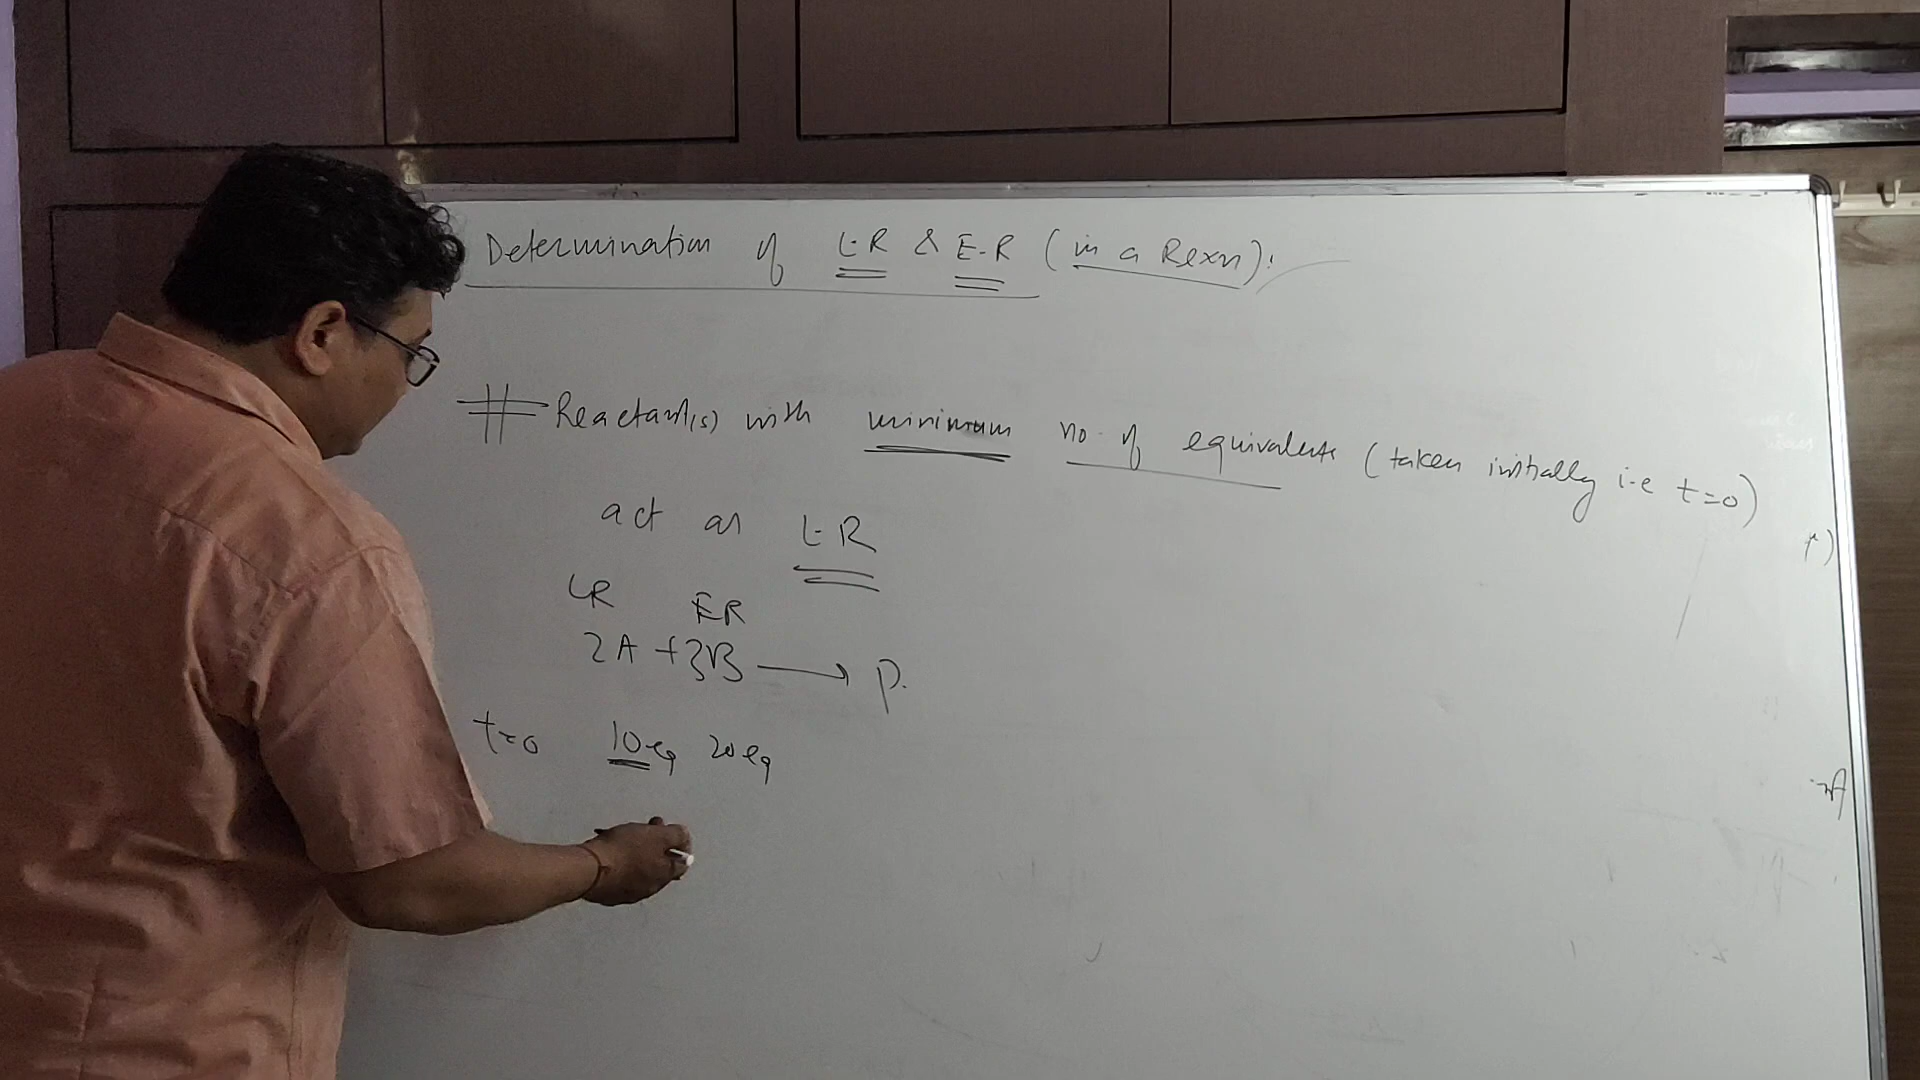 Determination of L.R & E.R (in a Rexn):
# Reactant(s) with minimum no. of equivalents (taken initially i.e t=0)
act as L.R
LR ER
2A + 3B → P.
t=0 10 eq 20 eq